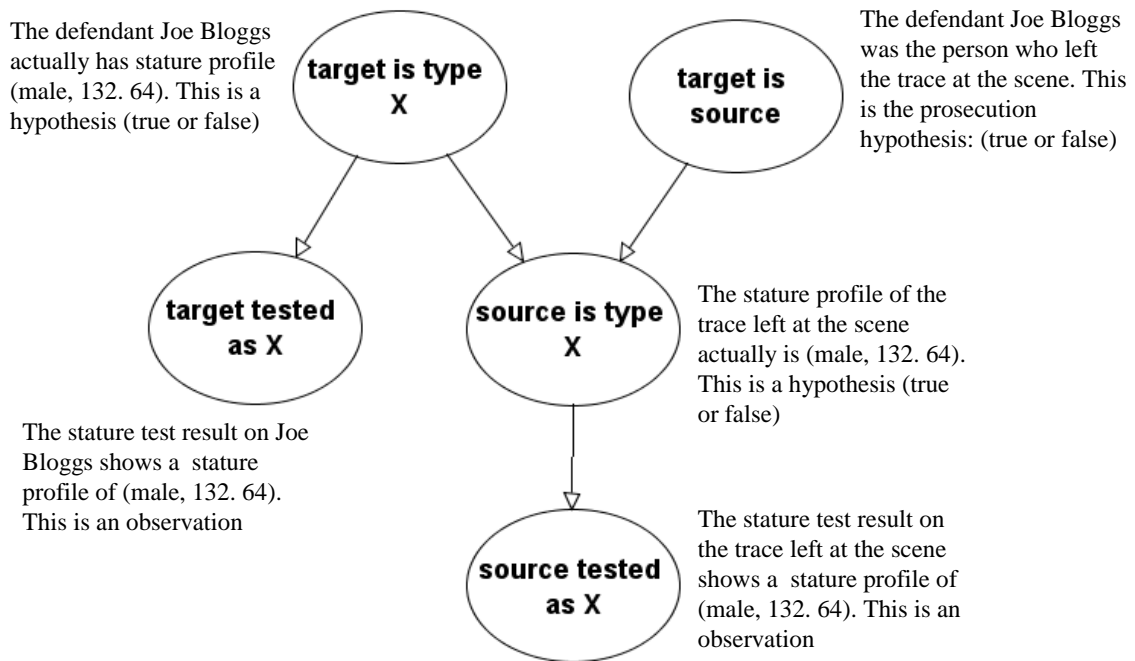 The defendant Joe Bloggs
actually has stature profile
(male, 132. 64). This is a
hypothesis (true or false)
target is type
X
target is
source
The defendant Joe Bloggs
was the person who left
the trace at the scene. This
is the prosecution
hypothesis: (true or false)
target tested
as X
source is type
X
The stature profile of the
trace left at the scene
actually is (male, 132. 64).
This is a hypothesis (true
or false)
The stature test result on Joe
Bloggs shows a  stature
profile of (male, 132. 64).
This is an observation
source tested
as X
The stature test result on
the trace left at the scene
shows a  stature profile of
(male, 132. 64). This is an
observation